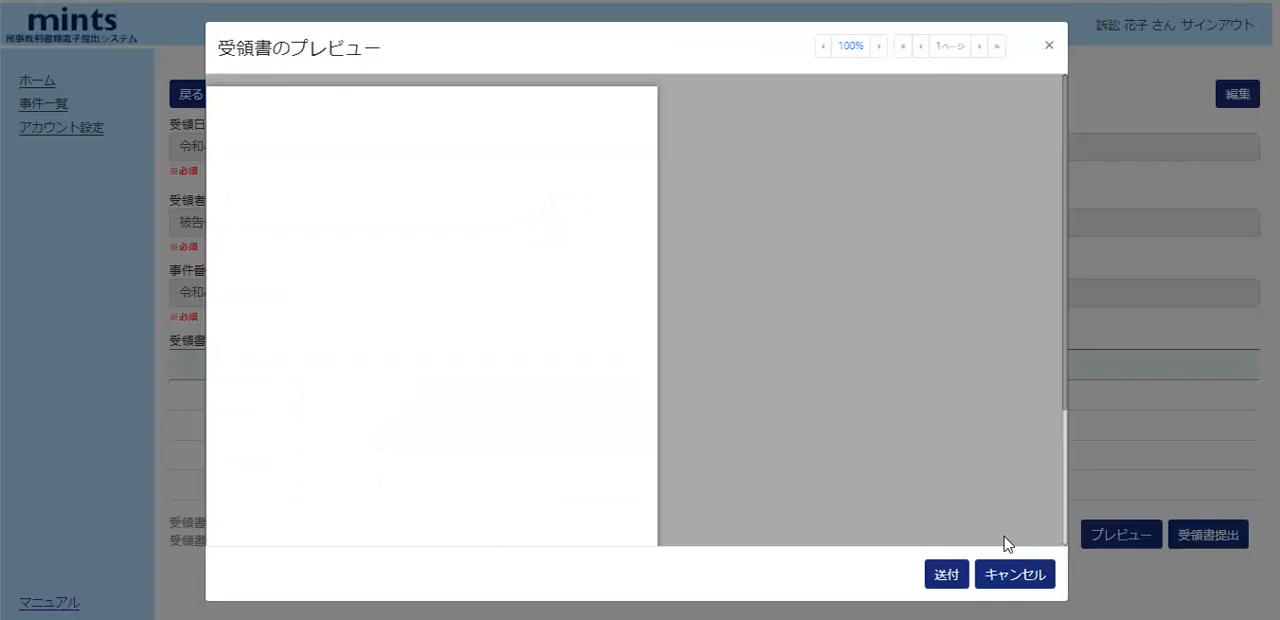 mints
民事裁判書類電子提出システム
訴訟 花子 さん サインアウト
ホーム
事件一覧
アカウント設定
マニュアル
受領書のプレビュー
‹ 100% › « ‹ 1ページ › » ×
戻る
編集
受領日
令和
※必須
受領者
被告
※必須
事件番
令和
※必須
受領書
受領書
受領書
プレビュー 受領書提出
送付 キャンセル